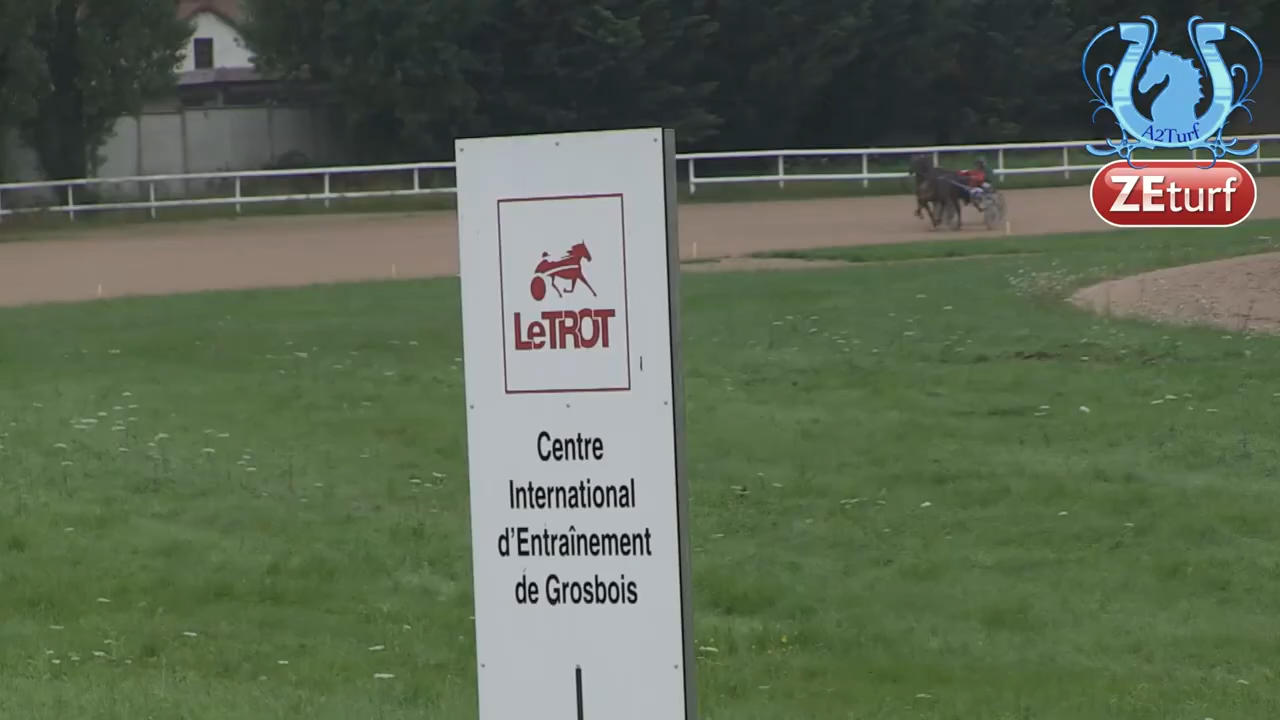 A2Turf
ZEturf
LeTROT
Centre
International
d'Entraînement
de Grosbois